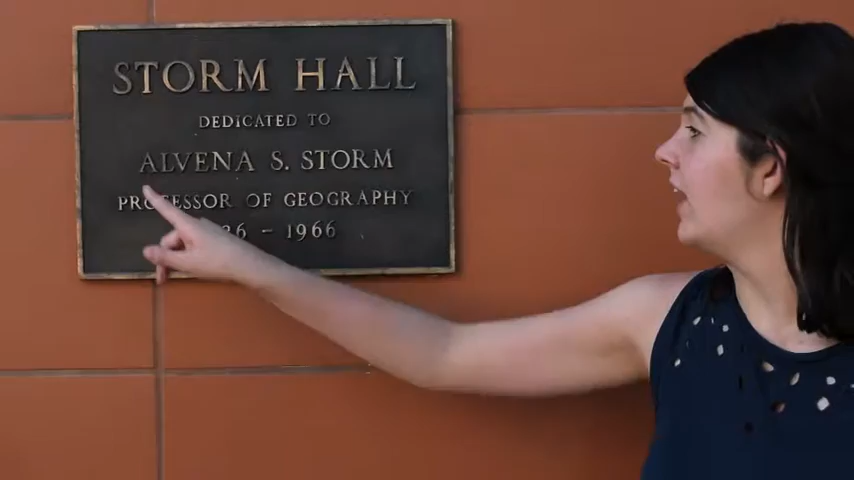 STORM HALL
DEDICATED TO
ALVENA S. STORM
PROFESSOR OF GEOGRAPHY
- 1966